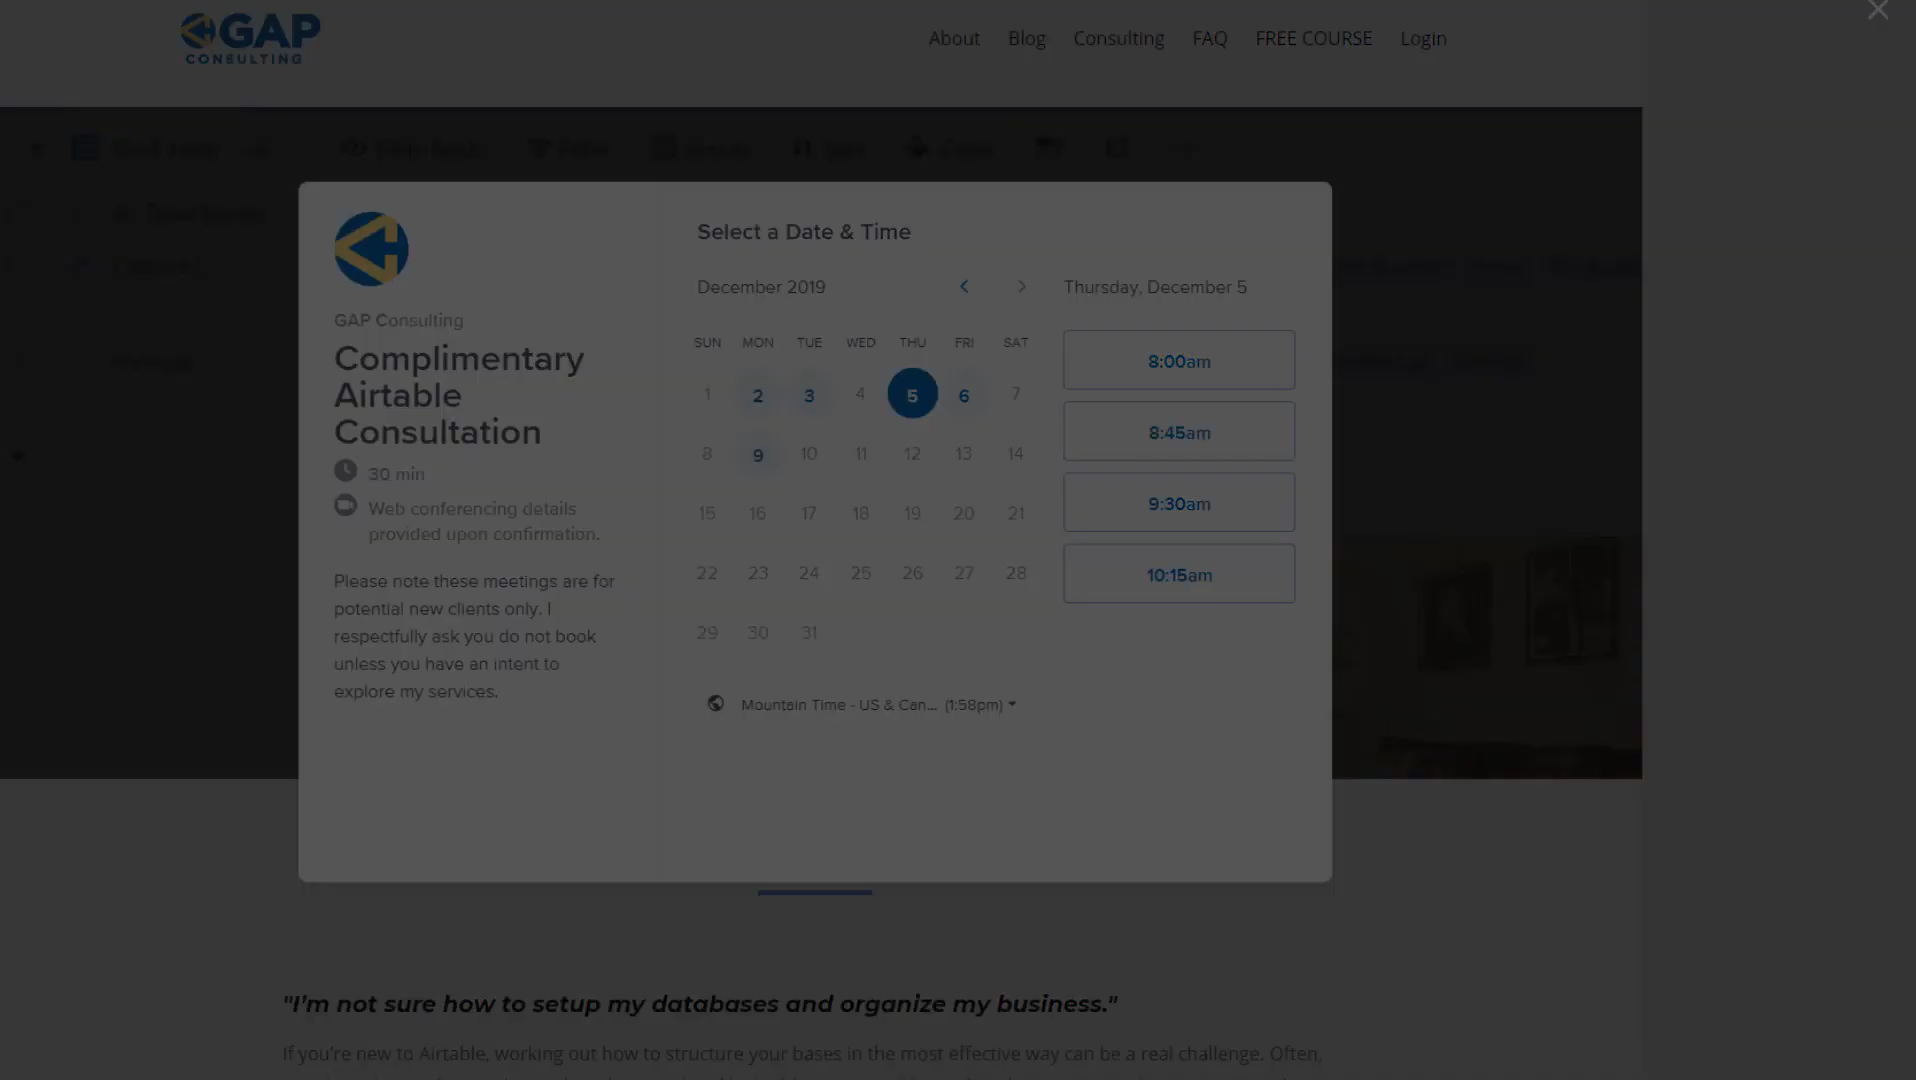 GAP
CONSULTING
About Blog Consulting FAQ FREE COURSE Login
GAP Consulting
Complimentary
Airtable
Consultation
30 min
Web conferencing details
provided upon confirmation.
Please note these meetings are for
potential new clients only. I
respectfully ask you do not book
unless you have an intent to
explore my services.
Select a Date & Time
December 2019
SUN MON TUE WED THU FRI SAT
1 2 3 4 5 6 7
8 9 10 11 12 13 14
15 16 17 18 19 20 21
22 23 24 25 26 27 28
29 30 31
Mountain Time - US & Can... (1:58pm)
Thursday, December 5
8:00am
8:45am
9:30am
10:15am
"I'm not sure how to setup my databases and organize my business."
If you're new to Airtable, working out how to structure your bases in the most effective way can be a real challenge. Often,